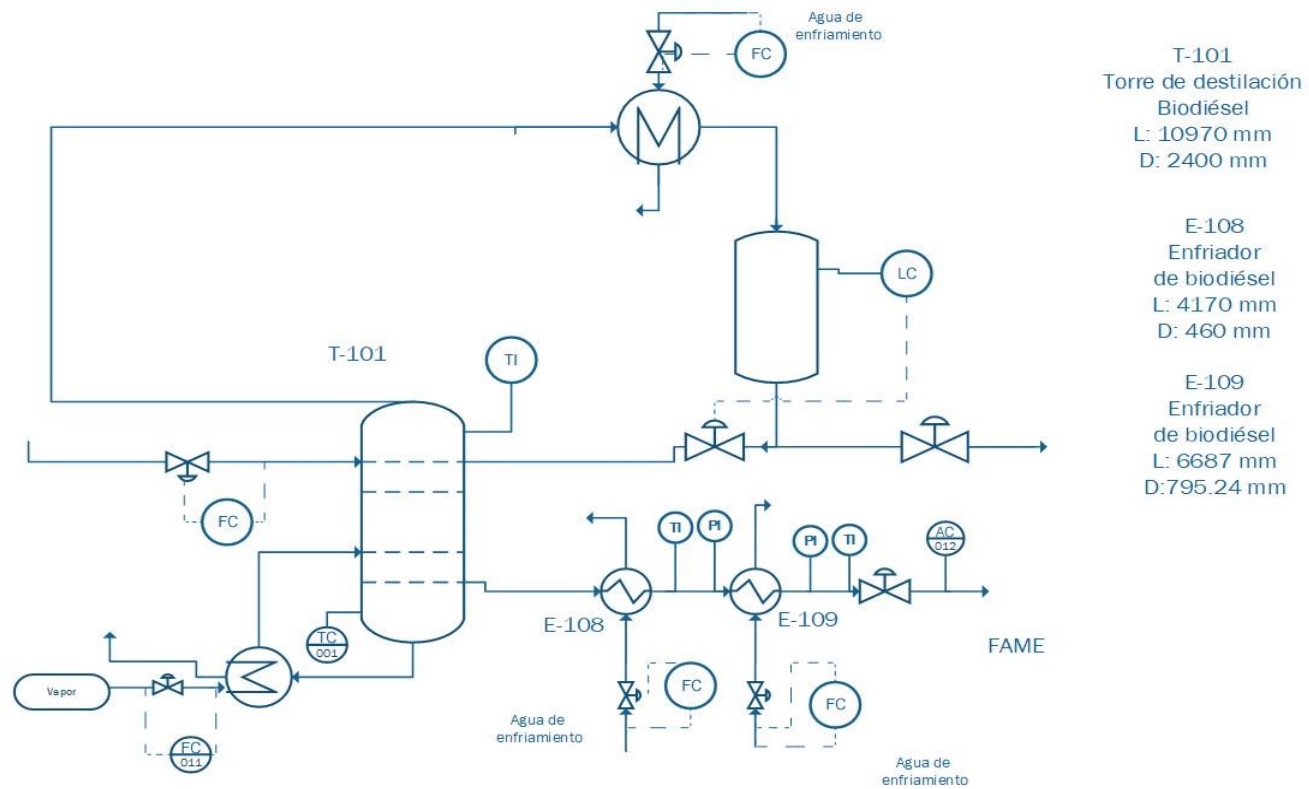 Agua de
enfriamiento
FC
T-101
Torre de destilación
Biodiésel
L: 10970 mm
D: 2400 mm
E-108
Enfriador
de biodiésel
L: 4170 mm
D: 460 mm
E-109
Enfriador
de biodiésel
L: 6687 mm
D:795.24 mm
LC
T-101
TI
FC
TI
PI
PI
TI
AC
012
E-108
E-109
FAME
TC
001
Vapor
FC
011
FC
Agua de
enfriamiento
FC
Agua de
enfriamiento